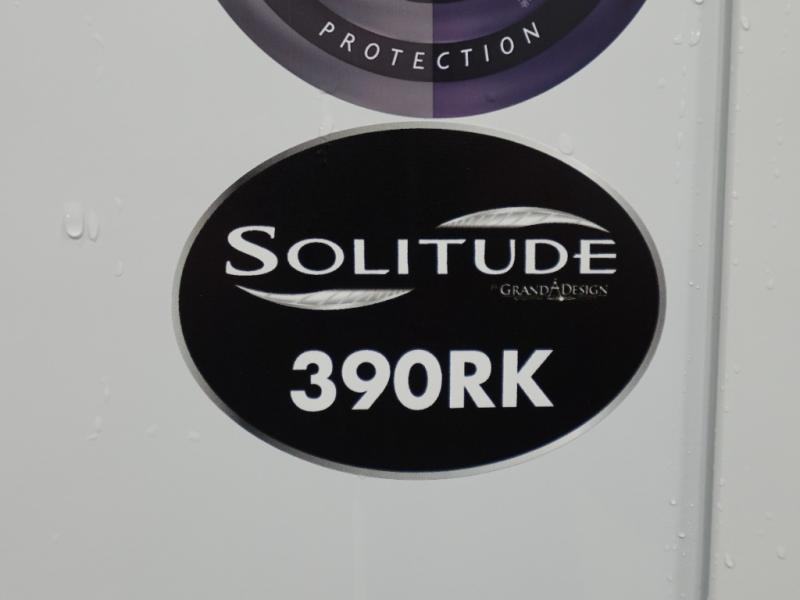 PROTECTION
SOLITUDE
BY GRAND DESIGN
390RK